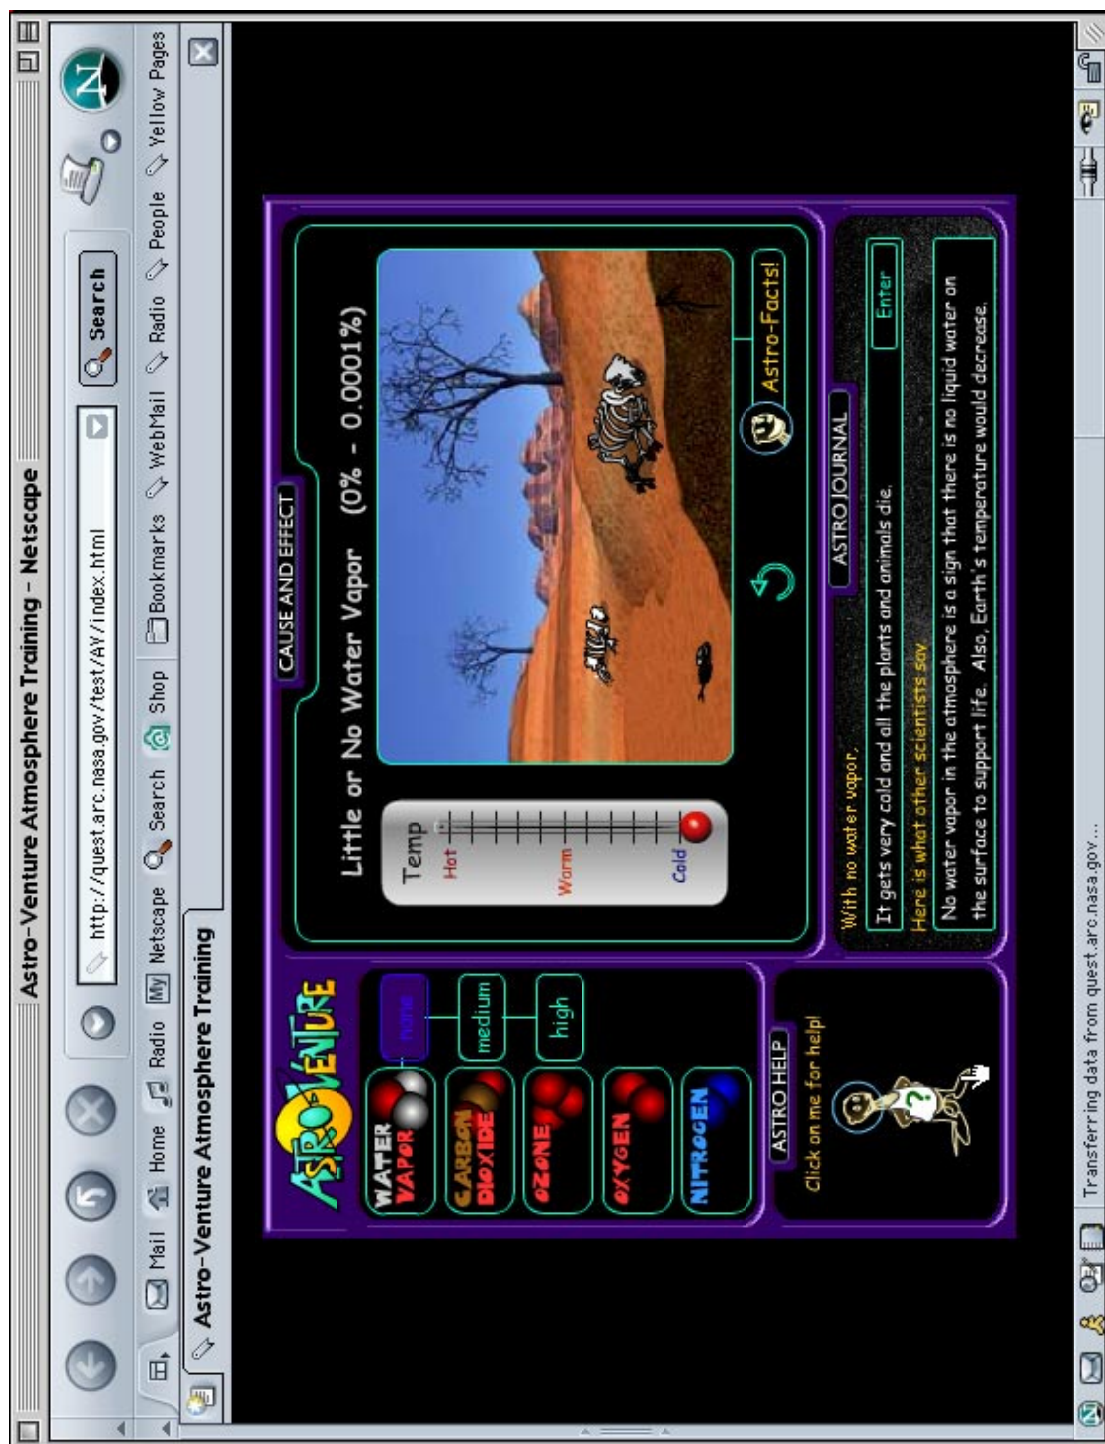 Astro-Venture Atmosphere Training - Netscape
http://quest.arc.nasa.gov/test/AV/index.html
Search
N
Mail
Home
Radio
My Netscape
Search
Shop
Bookmarks
WebMail
Radio
People
Yellow Pages
Astro-Venture Atmosphere Training
ASTRO-VENTURE
WATER
VAPOR
none
medium
high
CARBON
DIOXIDE
OZONE
OXYGEN
NITROGEN
CAUSE AND EFFECT
Little or No Water Vapor (0% - 0.0001%)
Temp
Hot
Warm
Cold
Astro-Facts!
ASTRO HELP
Click on me for help!
?
ASTRO JOURNAL
With no water vapor,
It gets very cold and all the plants and animals die.
Enter
Here is what other scientists say
No water vapor in the atmosphere is a sign that there is no liquid water on
the surface to support life. Also, Earth's temperature would decrease.
N
Transferring data from quest.arc.nasa.gov...